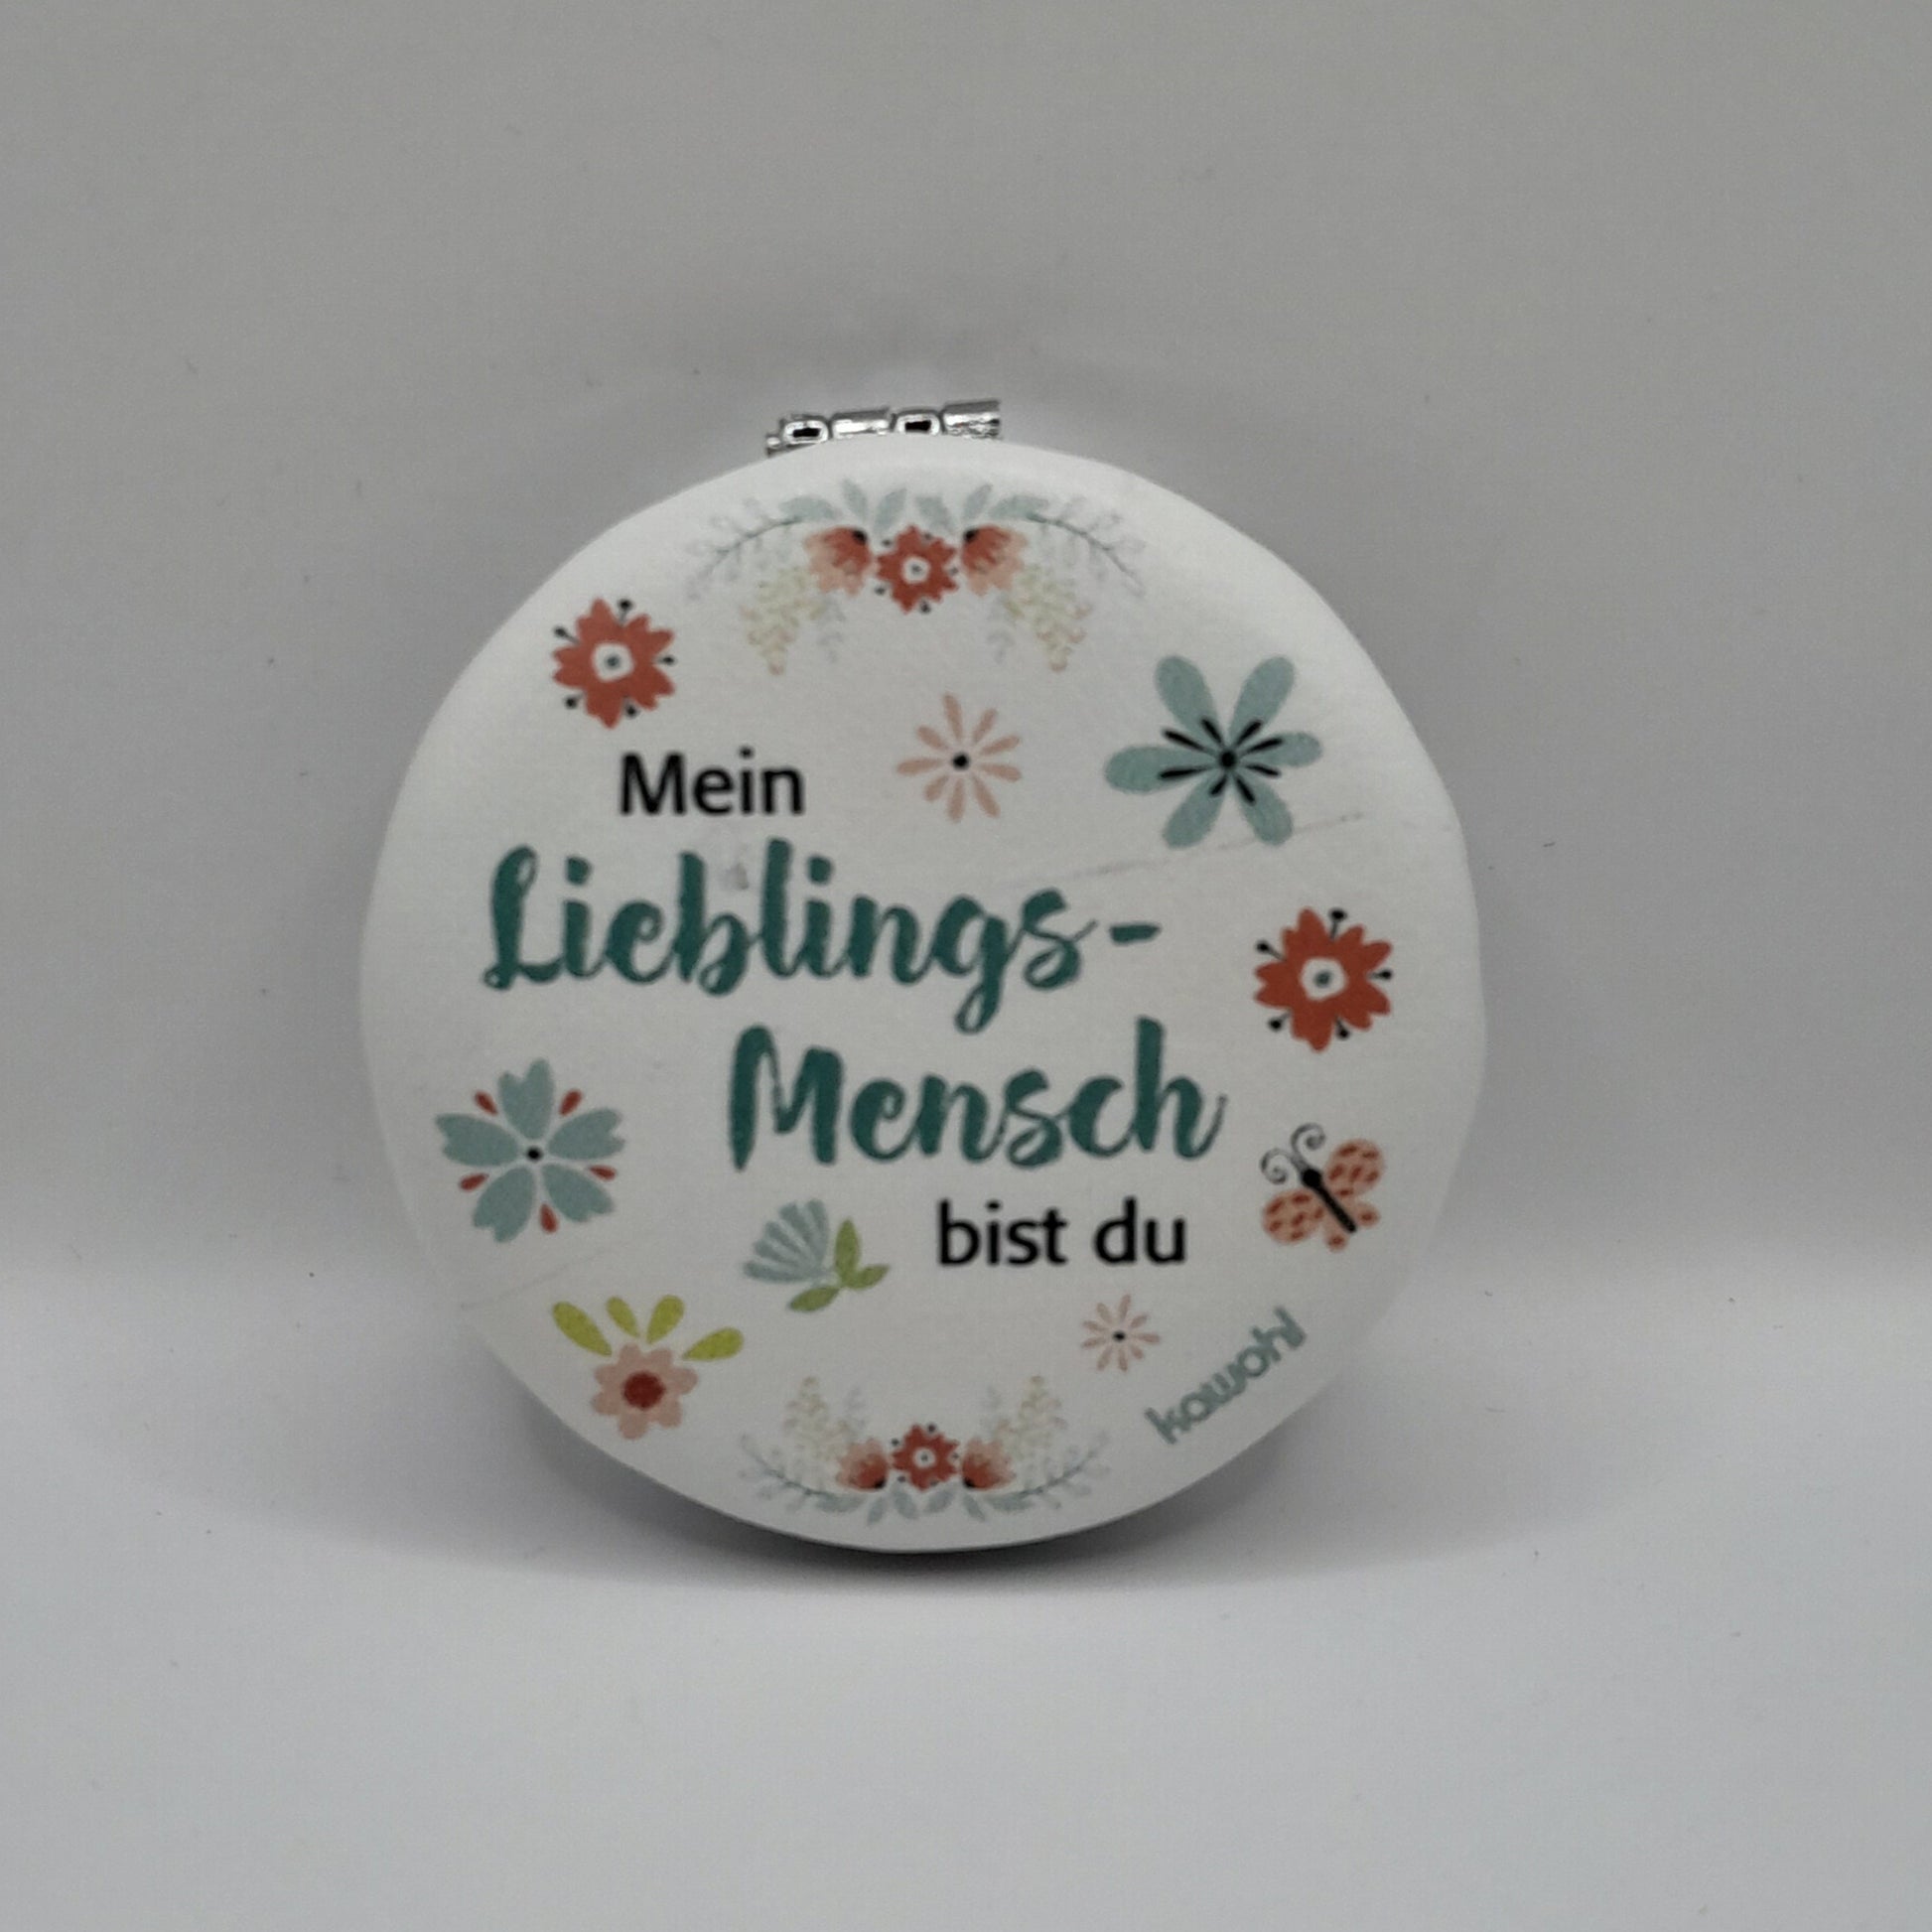 Mein
Lieblings-
Mensch
bist du
kawohl